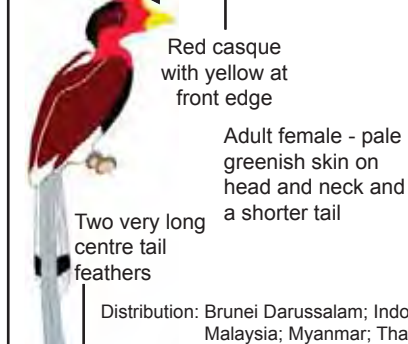 Red casque
with yellow at
front edge
Adult female - pale
greenish skin on
head and neck and
a shorter tail
Two very long
centre tail
feathers
Distribution: Brunei Darussalam; Indo
Malaysia; Myanmar; Tha